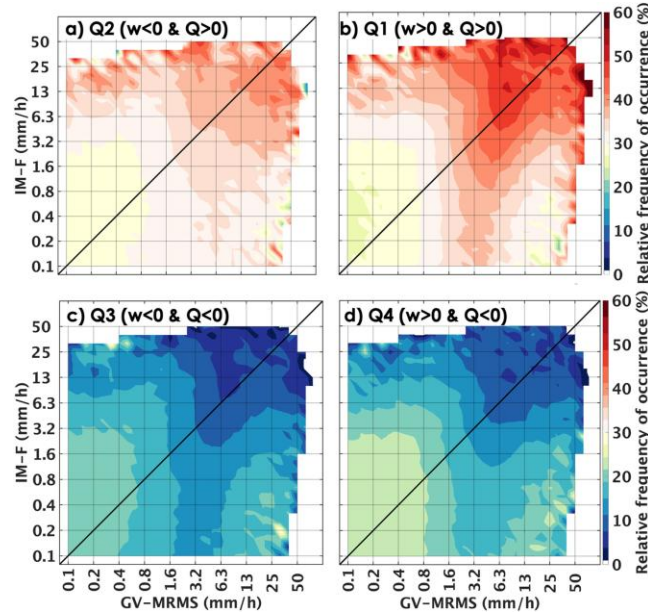 a) Q2 (w<0 & Q>0)
b) Q1 (w>0 & Q>0)
IM-F (mm/h)
50
25
13
6.3
3.2
1.6
0.8
0.4
0.2
0.1
60
50
40
30
20
10
0
Relative frequency of occurrence (%)
c) Q3 (w<0 & Q<0)
d) Q4 (w>0 & Q<0)
IM-F (mm/h)
50
25
13
6.3
3.2
1.6
0.8
0.4
0.2
0.1
60
50
40
30
20
10
0
Relative frequency of occurrence (%)
0.1 0.2 0.4 0.8 1.6 3.2 6.3 13 25 50
0.1 0.2 0.4 0.8 1.6 3.2 6.3 13 25 50
GV-MRMS (mm/h)
GV-MRMS (mm/h)